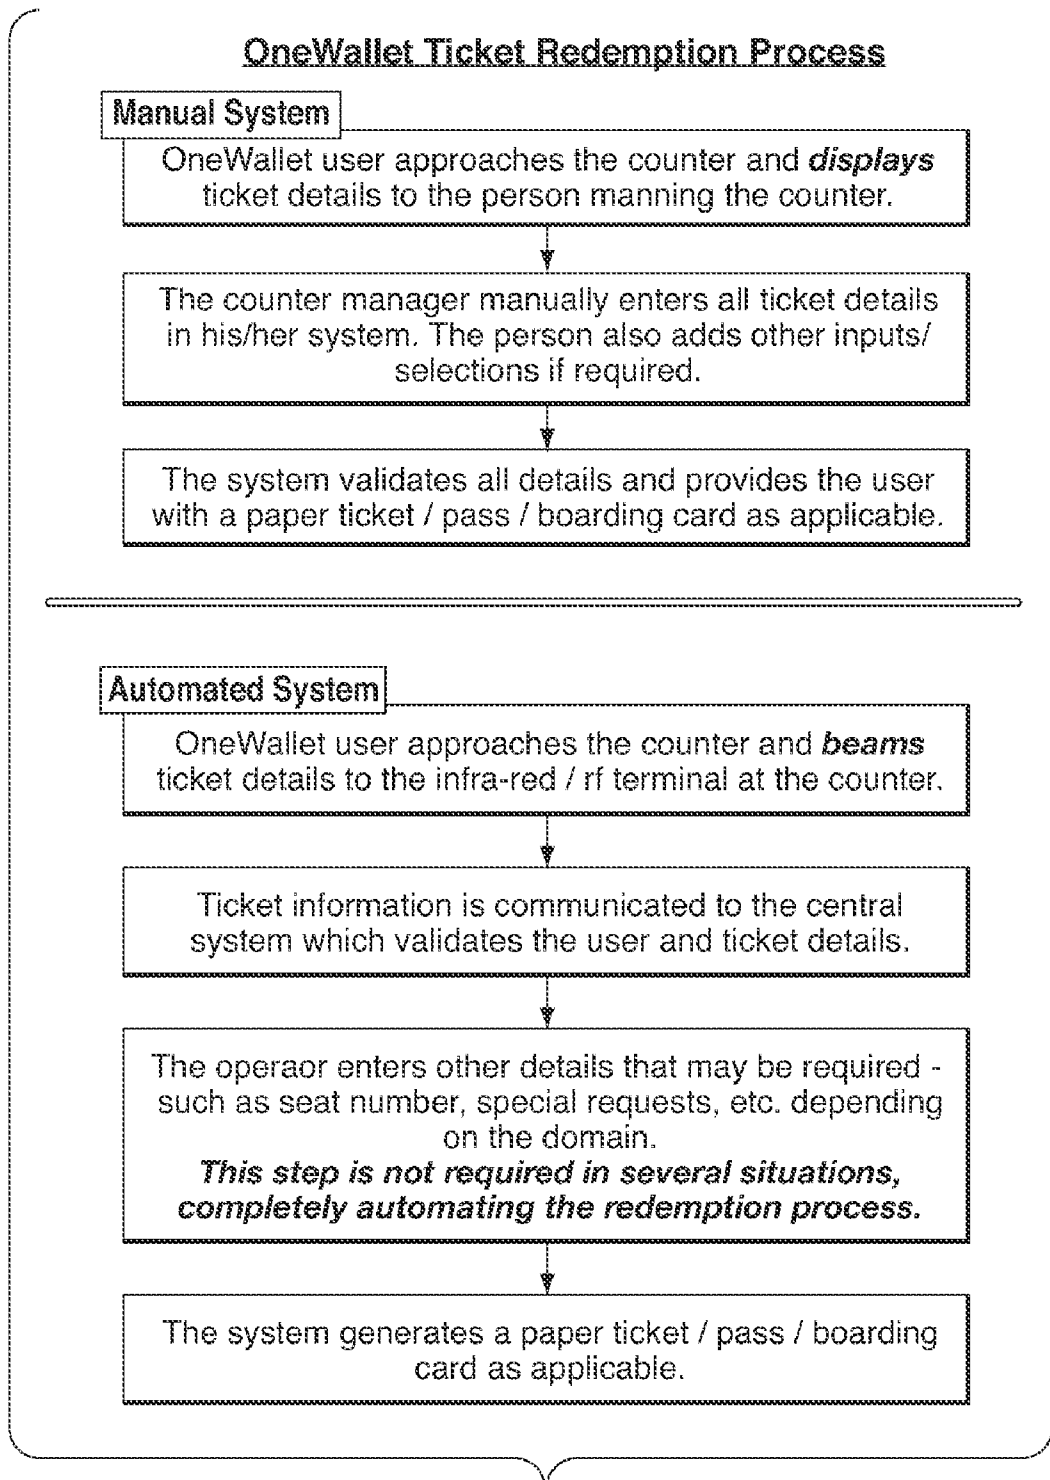 OneWallet Ticket Redemption Process
Manual System
OneWallet user approaches the counter and displays
ticket details to the person manning the counter.
The counter manager manually enters all ticket details
in his/her system. The person also adds other inputs/
selections if required.
The system validates all details and provides the user
with a paper ticket / pass / boarding card as applicable.
Automated System
OneWallet user approaches the counter and beams
ticket details to the infra-red / rf terminal at the counter.
Ticket information is communicated to the central
system which validates the user and ticket details.
The operaor enters other details that may be required -
such as seat number, special requests, etc. depending
on the domain.
This step is not required in several situations,
completely automating the redemption process.
The system generates a paper ticket / pass / boarding
card as applicable.